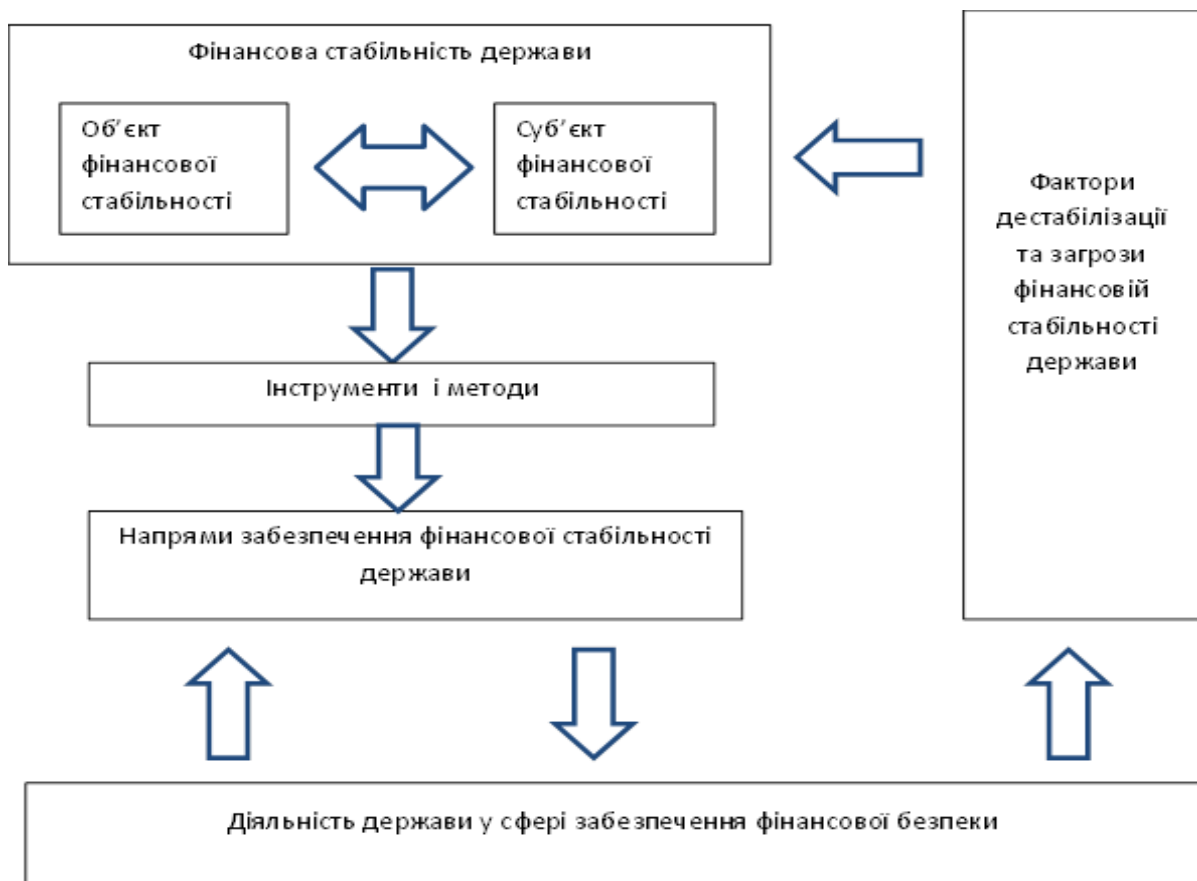 Фінансова стабільність держави
Об’єкт
фінансової
стабільності
Суб’єкт
фінансової
стабільності
Фактори
дестабілізації
та загрози
фінансовій
стабільності
держави
Інструменти і методи
Напрями забезпечення фінансової стабільності
держави
Діяльність держави у сфері забезпечення фінансової безпеки